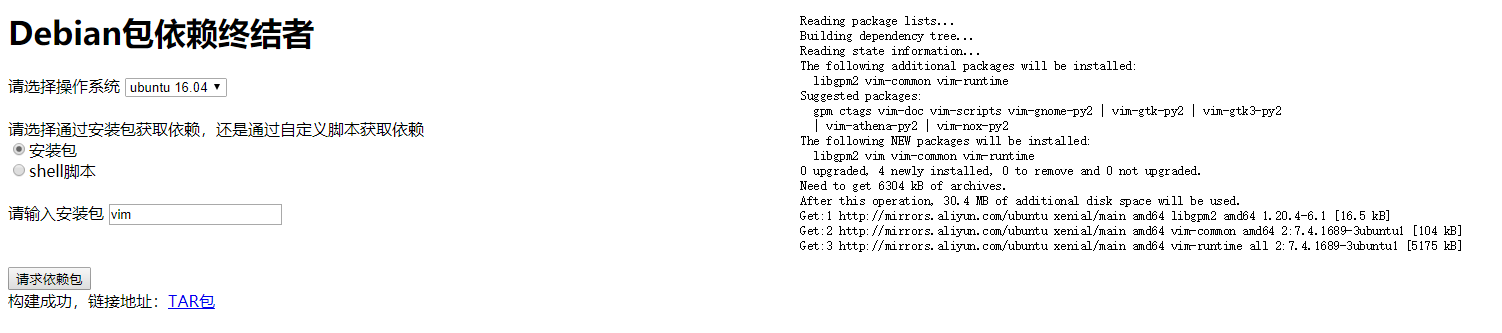 Debian包依赖终结者
请选择操作系统 ubuntu 16.04
请选择通过安装包获取依赖，还是通过自定义脚本获取依赖
安装包
shell脚本
请输入安装包 vim
请求依赖包
构建成功，链接地址：TAR包
Reading package lists...
Building dependency tree...
Reading state information...
The following additional packages will be installed:
libgpm2 vim-common vim-runtime
Suggested packages:
gpm ctags vim-doc vim-scripts vim-gnome-py2 | vim-gtk-py2 | vim-gtk3-py2
| vim-athena-py2 | vim-nox-py2
The following NEW packages will be installed:
libgpm2 vim vim-common vim-runtime
0 upgraded, 4 newly installed, 0 to remove and 0 not upgraded.
Need to get 6304 kB of archives.
After this operation, 30.4 MB of additional disk space will be used.
Get:1 http://mirrors.aliyun.com/ubuntu xenial/main amd64 libgpm2 amd64 1.20.4-6.1 [16.5 kB]
Get:2 http://mirrors.aliyun.com/ubuntu xenial/main amd64 vim-common amd64 2:7.4.1689-3ubuntu1 [104 kB]
Get:3 http://mirrors.aliyun.com/ubuntu xenial/main amd64 vim-runtime all 2:7.4.1689-3ubuntu1 [5175 kB]